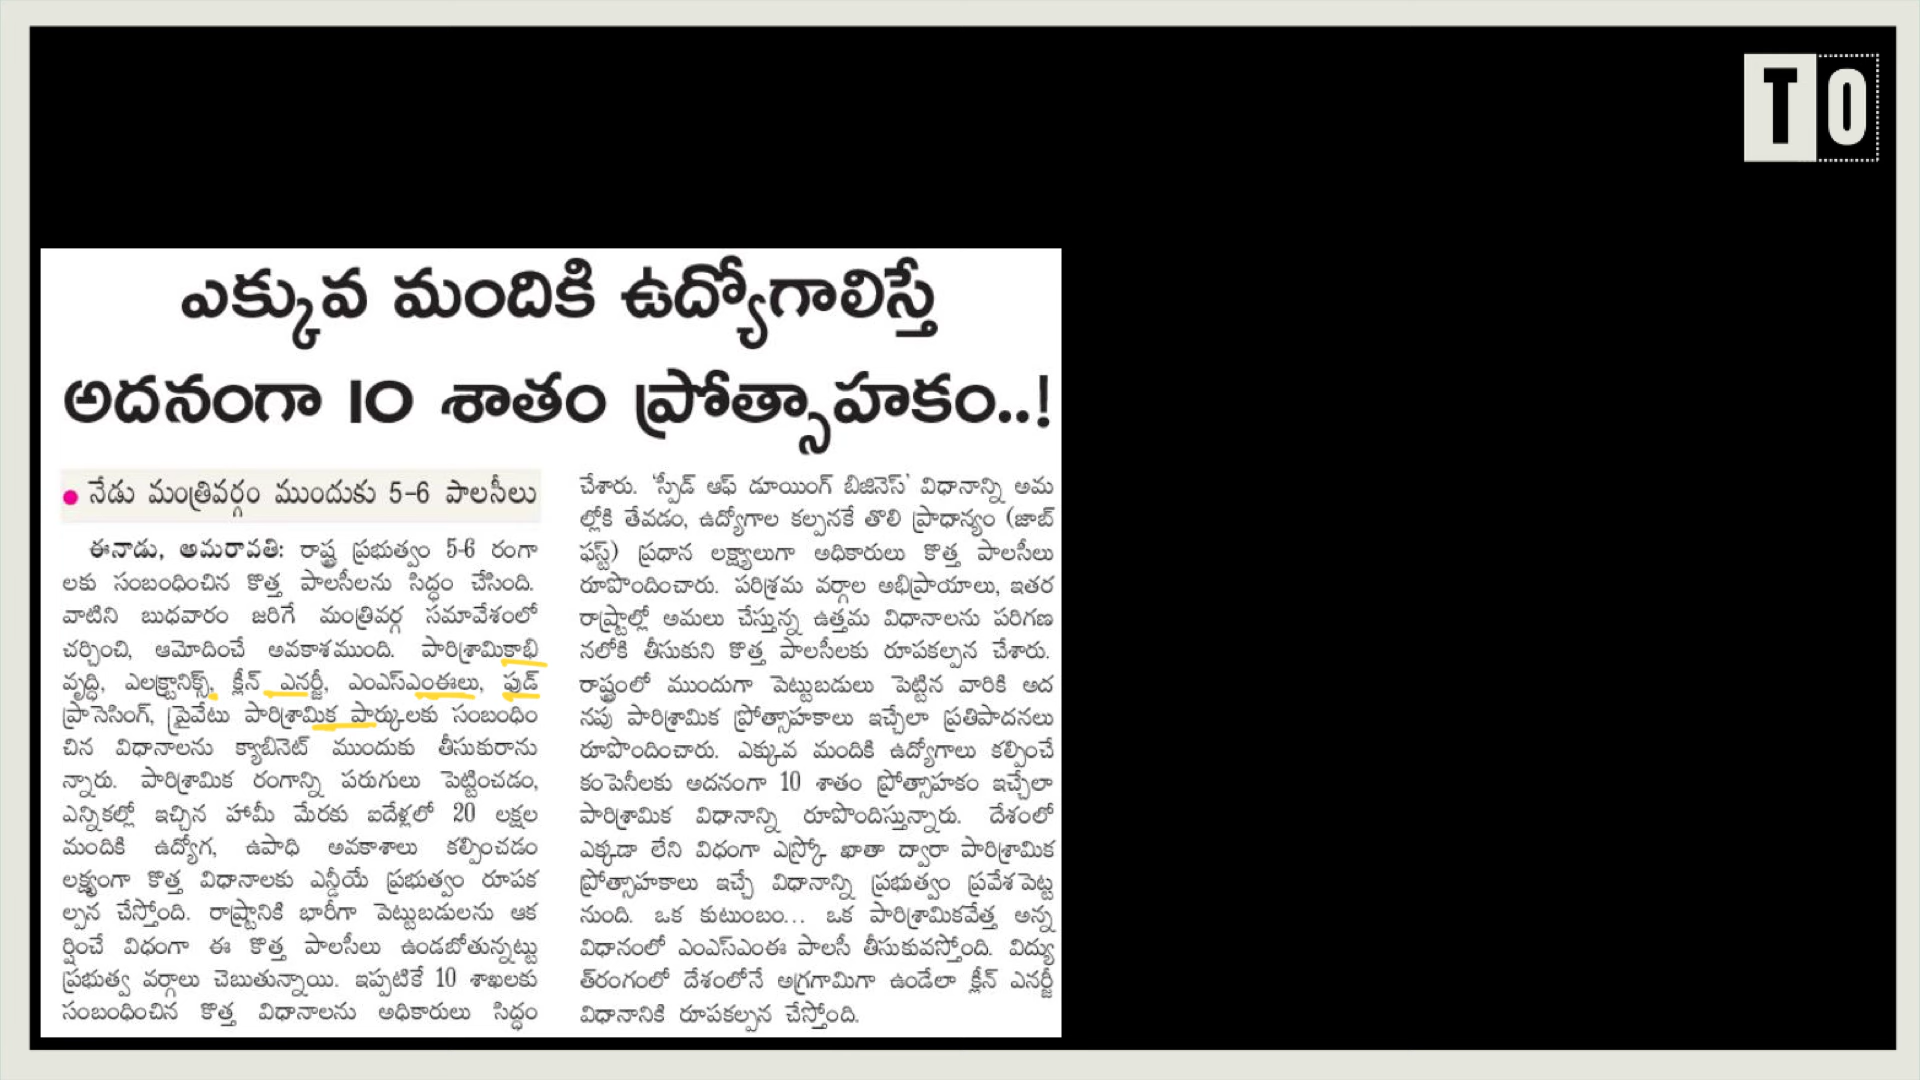 TO
ఎక్కువ మందికి ఉద్యోగాలిస్తే
అదనంగా 10 శాతం ప్రోత్సాహకం..!
● నేడు మంత్రివర్గం ముందుకు 5-6 పాలసీలు
ఈనాడు, అమరావతి: రాష్ట్ర ప్రభుత్వం 5-6 రంగా
లకు సంబంధించిన కొత్త పాలసీలను సిద్ధం చేసింది.
వాటిని బుధవారం జరిగే మంత్రివర్గ సమావేశంలో
చర్చించి, ఆమోదించే అవకాశముంది. పారిశ్రామికాభి
వృద్ధి, ఎలక్ట్రానిక్స్, క్లీన్ ఎనర్జీ, ఎంఎస్ఎంఈలు, ఫుడ్
ప్రాసెసింగ్, ప్రైవేటు పారిశ్రామిక పార్కులకు సంబంధిం
చిన విధానాలను క్యాబినెట్ ముందుకు తీసుకురాను
న్నారు. పారిశ్రామిక రంగాన్ని పరుగులు పెట్టించడం,
ఎన్నికల్లో ఇచ్చిన హామీ మేరకు ఐదేళ్లలో 20 లక్షల
మందికి ఉద్యోగ, ఉపాధి అవకాశాలు కల్పించడం
లక్ష్యంగా కొత్త విధానాలకు ఎన్డీయే ప్రభుత్వం రూపక
ల్పన చేస్తోంది. రాష్ట్రానికి భారీగా పెట్టుబడులను ఆక
ర్షించే విధంగా ఈ కొత్త పాలసీలు ఉండబోతున్నట్టు
ప్రభుత్వ వర్గాలు చెబుతున్నాయి. ఇప్పటికే 10 శాఖలకు
సంబంధించిన కొత్త విధానాలను అధికారులు సిద్ధం
చేశారు. 'స్పీడ్ ఆఫ్ డూయింగ్ బిజినెస్' విధానాన్ని అమ
ల్లోకి తేవడం, ఉద్యోగాల కల్పనకే తొలి ప్రాధాన్యం (జాబ్
ఫస్ట్) ప్రధాన లక్ష్యాలుగా అధికారులు కొత్త పాలసీలు
రూపొందించారు. పరిశ్రమ వర్గాల అభిప్రాయాలు, ఇతర
రాష్ట్రాల్లో అమలు చేస్తున్న ఉత్తమ విధానాలను పరిగణ
నలోకి తీసుకుని కొత్త పాలసీలకు రూపకల్పన చేశారు.
రాష్ట్రంలో ముందుగా పెట్టుబడులు పెట్టిన వారికి అద
నపు పారిశ్రామిక ప్రోత్సాహకాలు ఇచ్చేలా ప్రతిపాదనలు
రూపొందించారు. ఎక్కువ మందికి ఉద్యోగాలు కల్పించే
కంపెనీలకు అదనంగా 10 శాతం ప్రోత్సాహకం ఇచ్చేలా
పారిశ్రామిక విధానాన్ని రూపొందిస్తున్నారు. దేశంలో
ఎక్కడా లేని విధంగా ఎస్క్రో ఖాతా ద్వారా పారిశ్రామిక
ప్రోత్సాహకాలు ఇచ్చే విధానాన్ని ప్రభుత్వం ప్రవేశపెట్ట
నుంది. ఒక కుటుంబం... ఒక పారిశ్రామికవేత్త అన్న
విధానంలో ఎంఎస్ఎంఈ పాలసీ తీసుకువస్తోంది. విద్యు
త్‌రంగంలో దేశంలోనే అగ్రగామిగా ఉండేలా క్లీన్ ఎనర్జీ
విధానానికి రూపకల్పన చేస్తోంది.